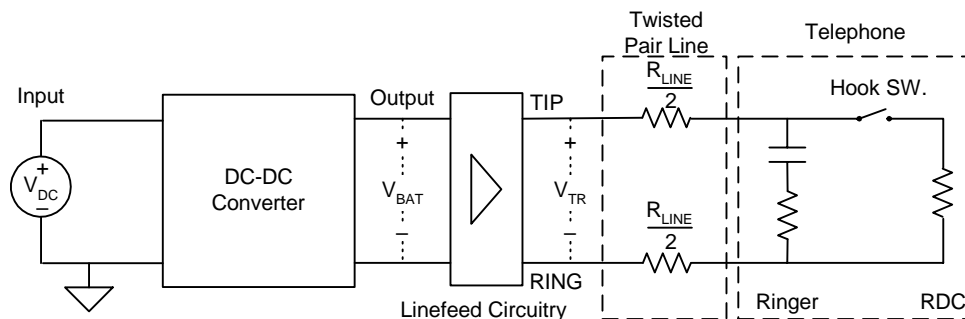 Twisted
Pair Line
Telephone
Input
Output
TIP
R_LINE
2
Hook SW.
+
V_DC
–
DC-DC
Converter
+
V_BAT
–
+
V_TR
–
R_LINE
2
RING
Linefeed Circuitry
Ringer
RDC